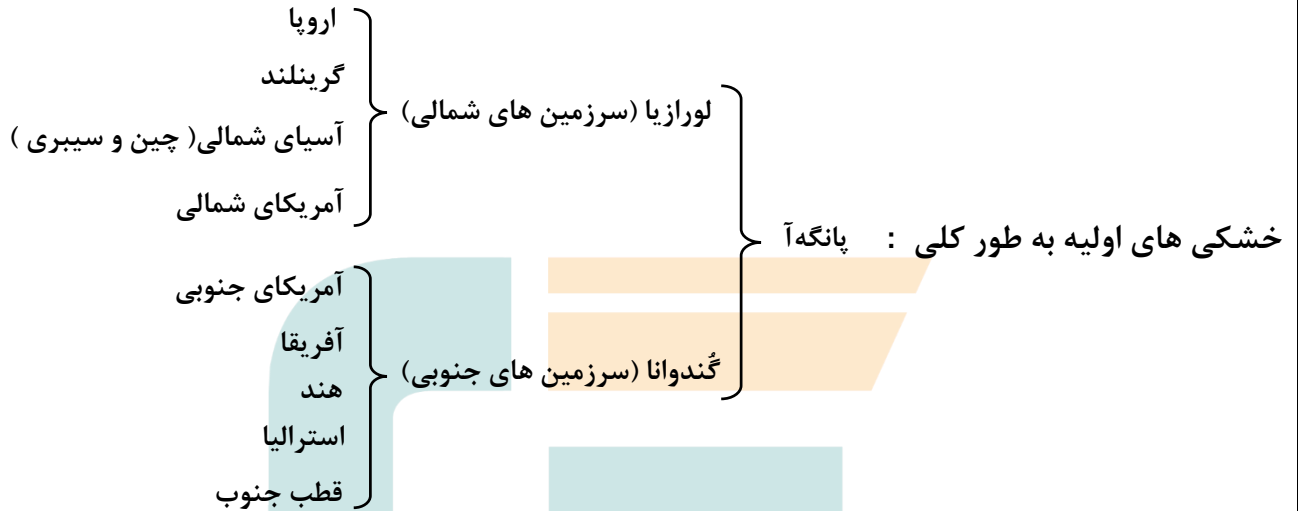 خشکی های اولیه به طور کلی : پانگه‌آ
لورازیا (سرزمین های شمالی)
اروپا
گرینلند
آسیای شمالی( چین و سیبری )
آمریکای شمالی
گُندوانا (سرزمین های جنوبی)
آمریکای جنوبی
آفریقا
هند
استرالیا
قطب جنوب